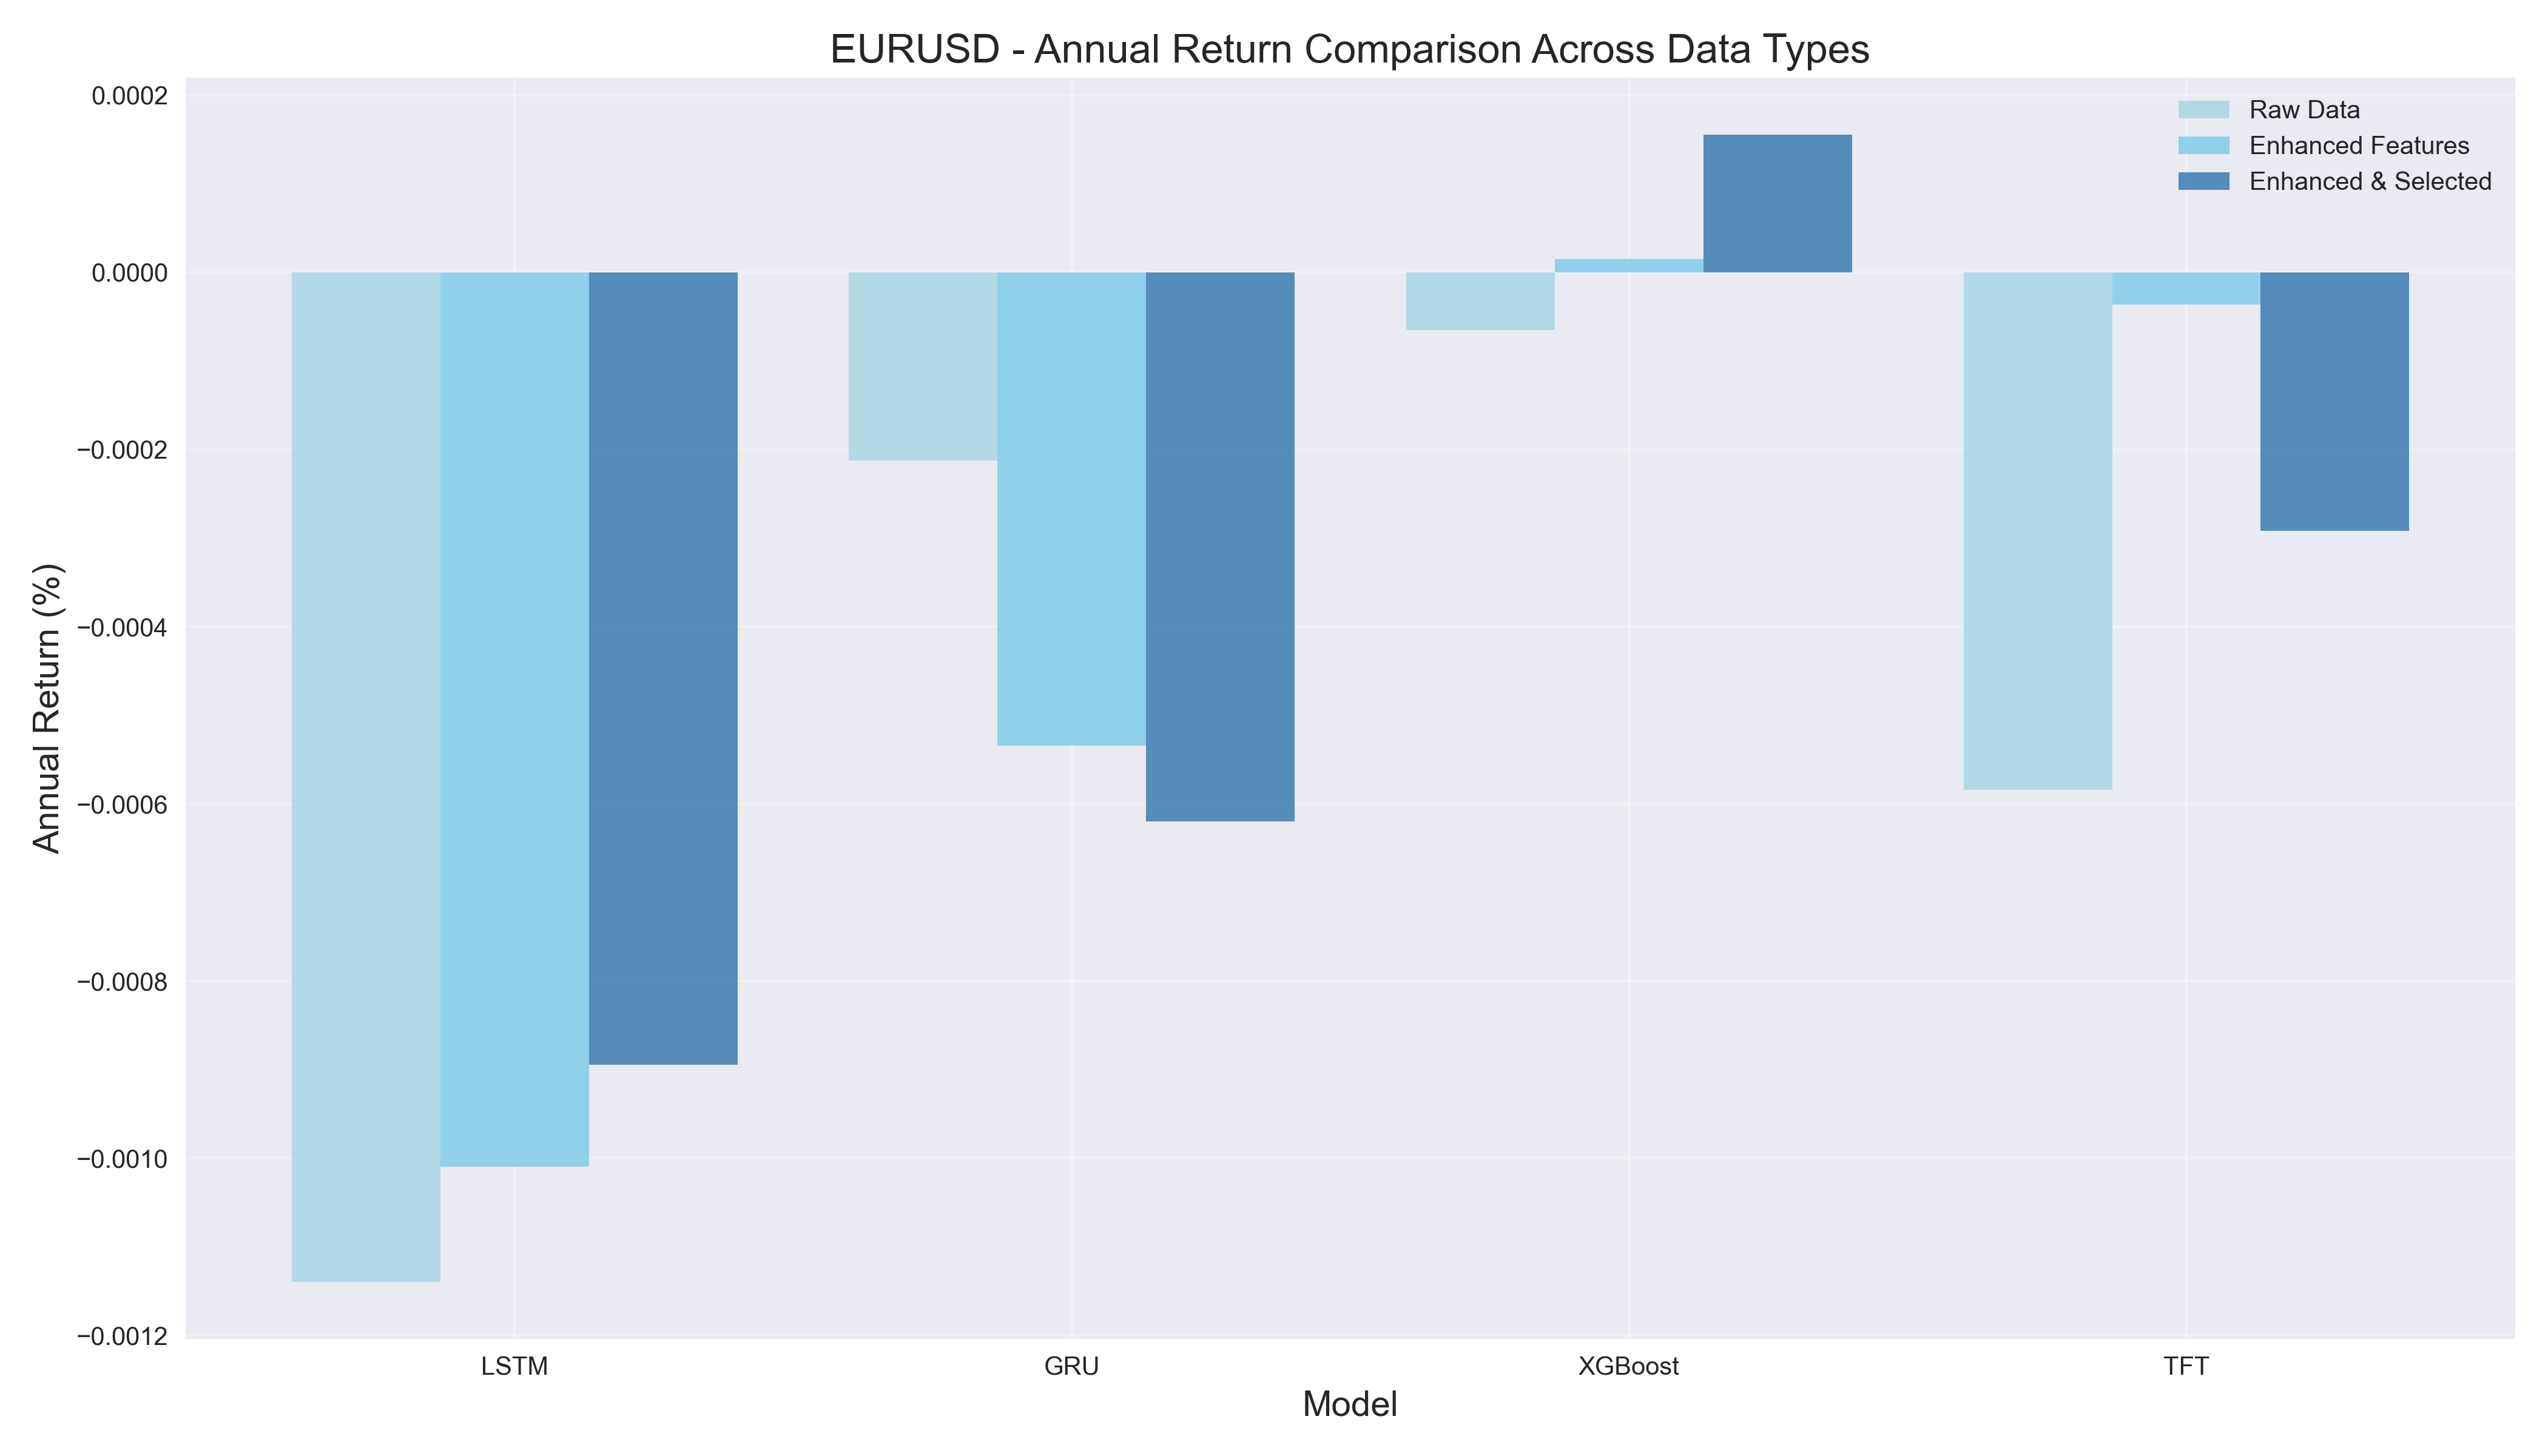 EURUSD - Annual Return Comparison Across Data Types
Raw Data
Enhanced Features
Enhanced & Selected
Annual Return (%)
0.0002
0.0000
−0.0002
−0.0004
−0.0006
−0.0008
−0.0010
−0.0012
LSTM GRU XGBoost TFT
Model